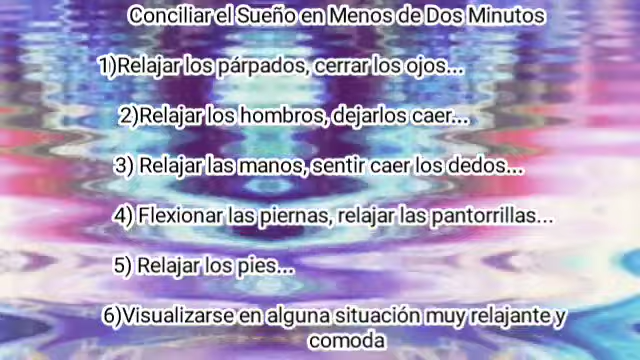 Conciliar el Sueño en Menos de Dos Minutos
1)Relajar los párpados, cerrar los ojos...
2)Relajar los hombros, dejarlos caer...
3) Relajar las manos, sentir caer los dedos...
4) Flexionar las piernas, relajar las pantorrillas...
5) Relajar los pies...
6)Visualizarse en alguna situación muy relajante y
comoda